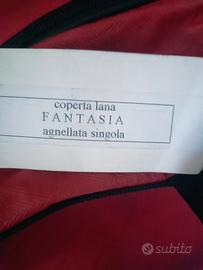 coperta lana
FANTASIA
agnellata singola
subito